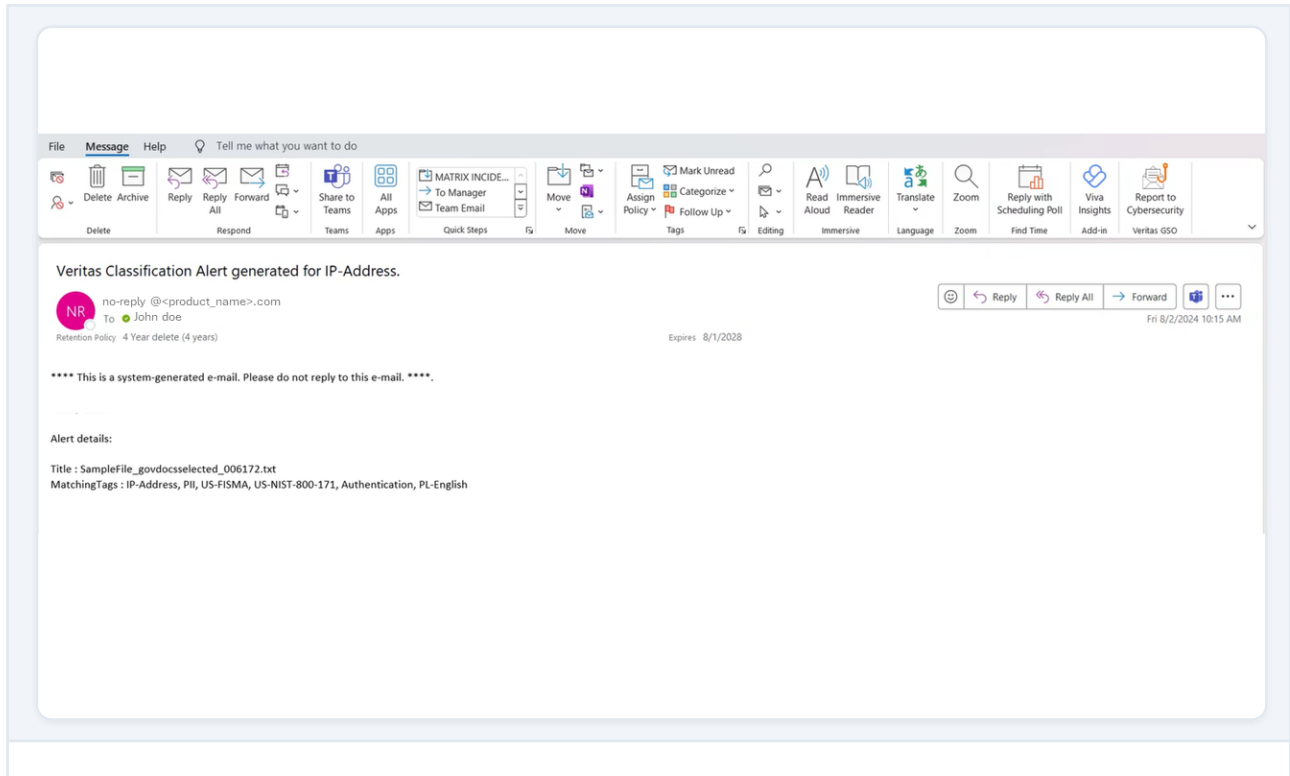 File Message Help Tell me what you want to do
Delete Archive Reply Reply All Forward Share to Teams All Apps MATRIX INCIDE... To Manager Team Email Move Assign Policy Mark Unread Categorize Follow Up Read Aloud Immersive Reader Translate Zoom Reply with Scheduling Poll Viva Insights Report to Cybersecurity
Delete Respond Teams Apps Quick Steps Move Tags Editing Immersive Language Zoom Find Time Add-in Veritas GSO
Veritas Classification Alert generated for IP-Address.
NR
no-reply @<product_name>.com
To John doe
Reply Reply All Forward
Fri 8/2/2024 10:15 AM
Retention Policy 4 Year delete (4 years) Expires 8/1/2028
**** This is a system-generated e-mail. Please do not reply to this e-mail. ****.
Alert details:
Title : SampleFile_govdocsselected_006172.txt
MatchingTags : IP-Address, PII, US-FISMA, US-NIST-800-171, Authentication, PL-English